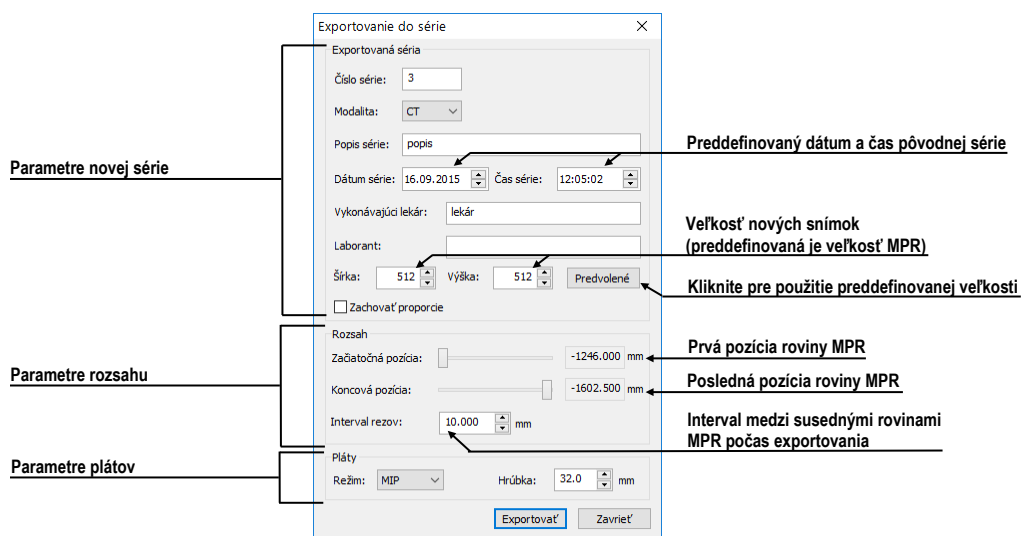 Exportovanie do série
Exportovaná séria
Číslo série: 3
Modalita: CT
Popis série: popis
Preddefinovaný dátum a čas pôvodnej série
Parametre novej série
Dátum série: 16.09.2015 Čas série: 12:05:02
Vykonávajúci lekár: lekár
Veľkosť nových snímok
(preddefinovaná je veľkosť MPR)
Laborant:
Šírka: 512 Výška: 512 Predvolené
Kliknite pre použitie preddefinovanej veľkosti
Zachovať proporcie
Rozsah
Začiatočná pozícia: -1246.000 mm
Prvá pozícia roviny MPR
Parametre rozsahu
Koncová pozícia: -1602.500 mm
Posledná pozícia roviny MPR
Interval rezov: 10.000 mm
Interval medzi susednými rovinami
MPR počas exportovania
Parametre plátov
Pláty
Režim: MIP Hrúbka: 32.0 mm
Exportovať Zavrieť